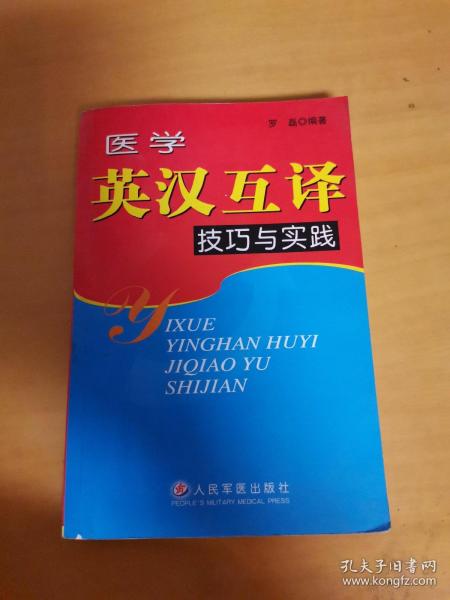 罗 磊◎编著
医学
英汉互译
技巧与实践
YIXUE
YINGHAN HUYI
JIQIAO YU
SHIJIAN
人民军医出版社
PEOPLE'S MILITARY MEDICAL PRESS
孔夫子旧书网
www.kongfz.com